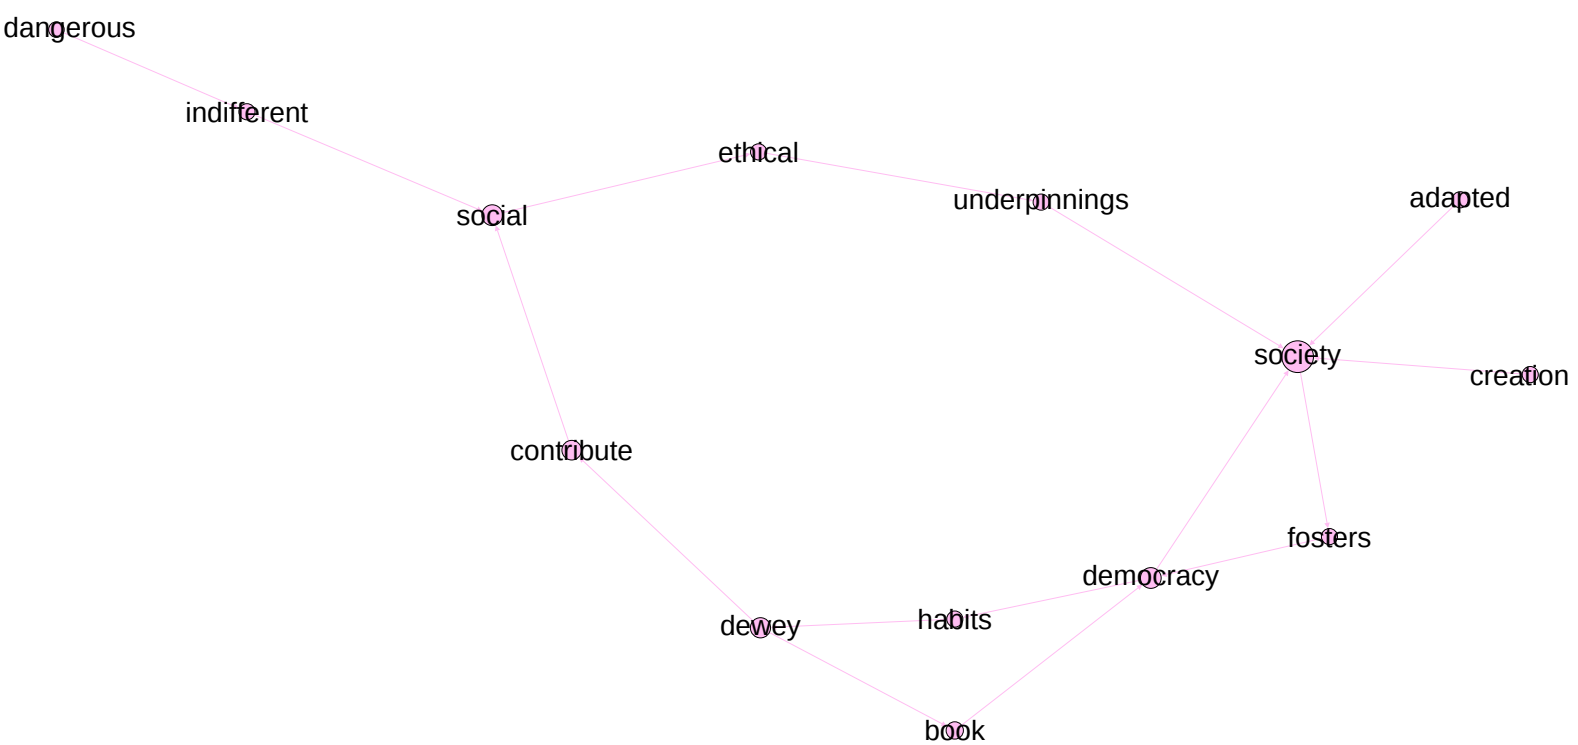 dangerous
indifferent
ethical
underpinnings
adapted
social
society
creation
contribute
fosters
democracy
habits
dewey
book